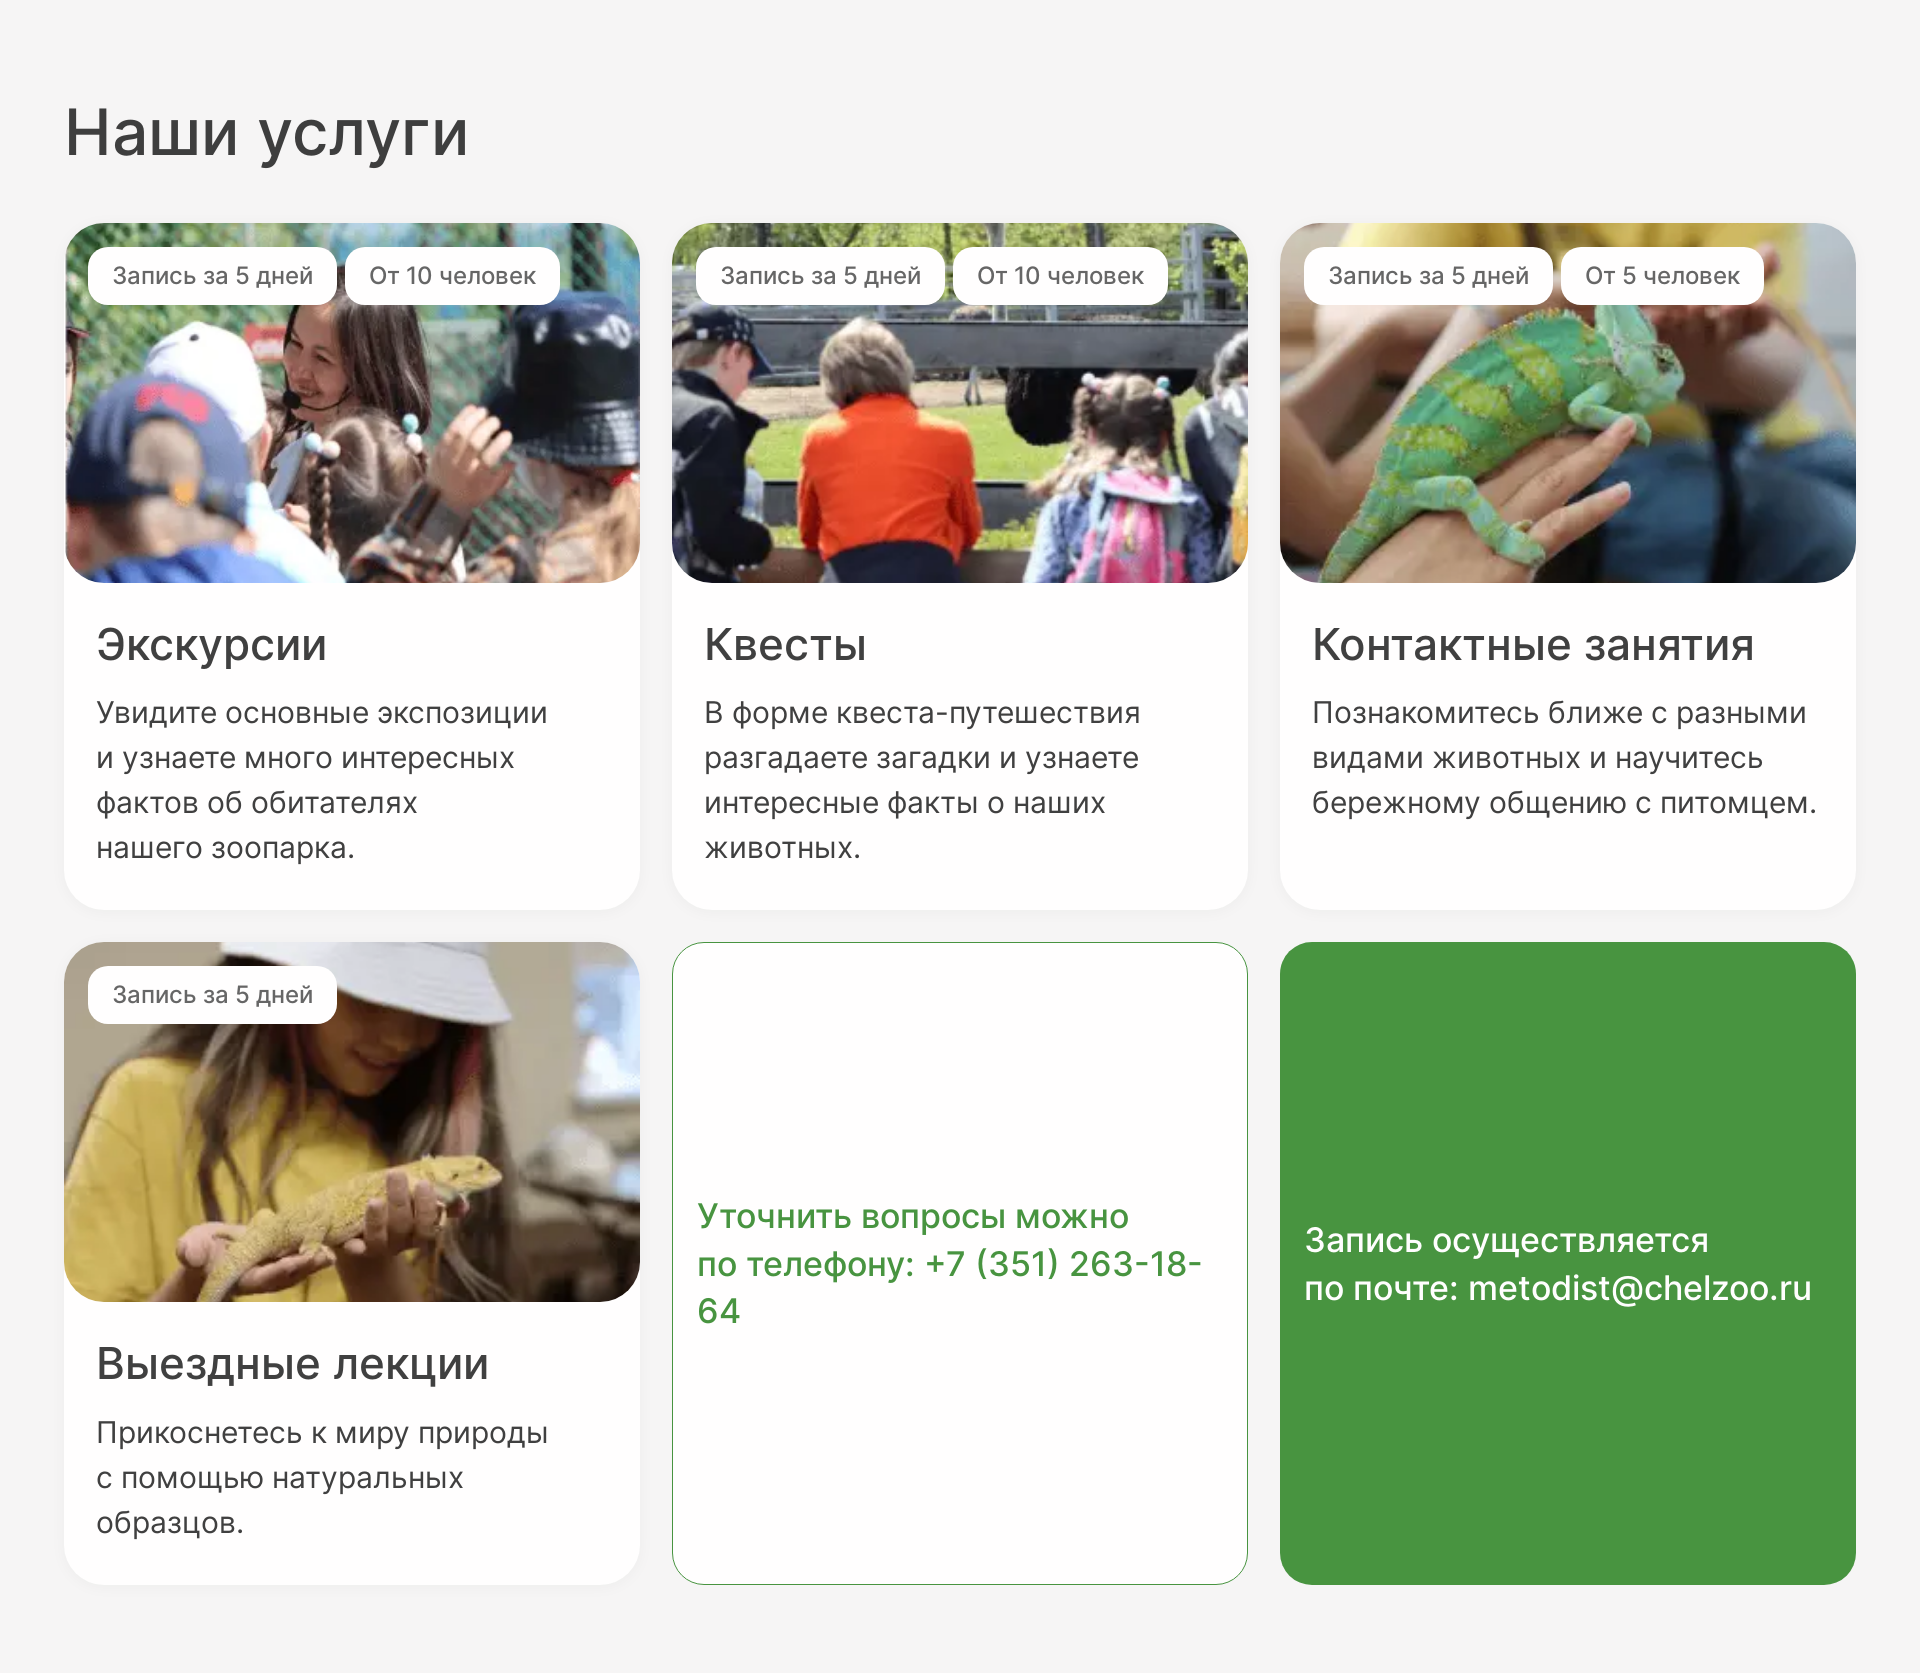 Наши услуги
Запись за 5 дней
От 10 человек
Запись за 5 дней
От 10 человек
Запись за 5 дней
От 5 человек
Экскурсии
Увидите основные экспозиции
и узнаете много интересных
фактов об обитателях
нашего зоопарка.
Квесты
В форме квеста-путешествия
разгадаете загадки и узнаете
интересные факты о наших
животных.
Контактные занятия
Познакомитесь ближе с разными
видами животных и научитесь
бережному общению с питомцем.
Запись за 5 дней
Выездные лекции
Прикоснетесь к миру природы
с помощью натуральных
образцов.
Уточнить вопросы можно
по телефону: +7 (351) 263-18-
64
Запись осуществляется
по почте: metodist@chelzoo.ru